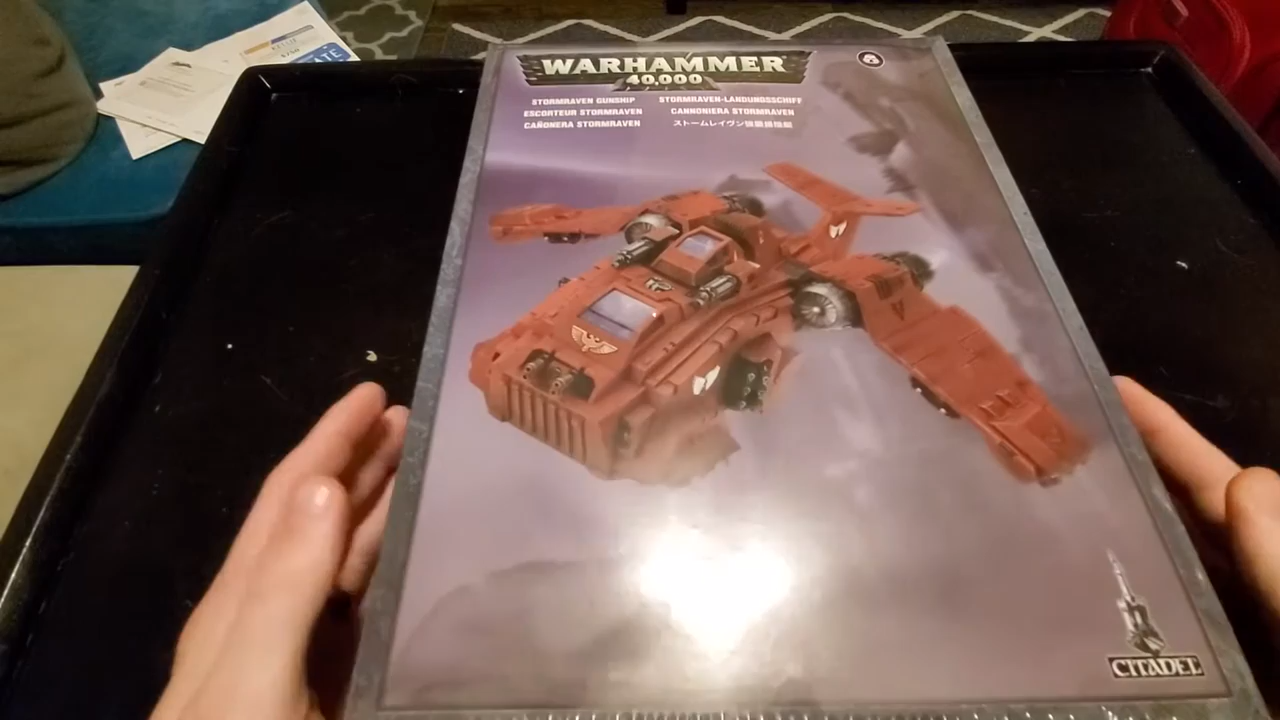 WARHAMMER
40,000
STORMRAVEN GUNSHIP STORMRAVEN-LANDUNGSSCHIFF
ESCORTEUR STORMRAVEN CANNONIERA STORMRAVEN
CAÑONERA STORMRAVEN ストームレイヴン
CITADEL